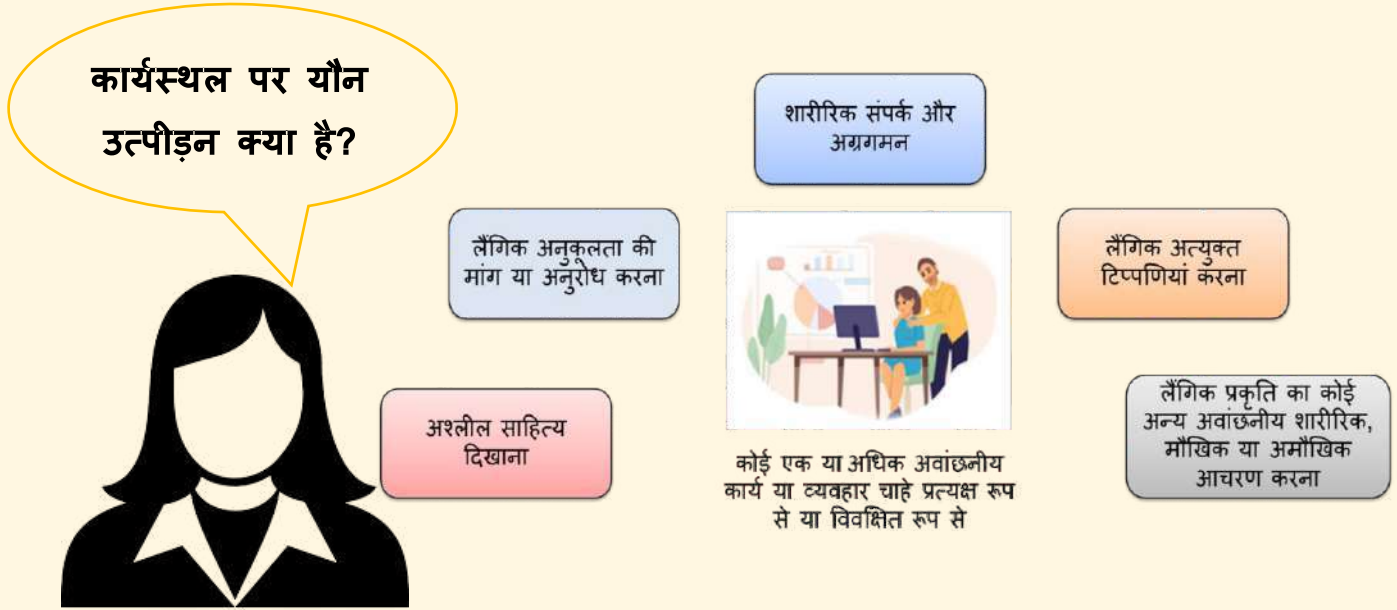 कार्यस्थल पर यौन
उत्पीड़न क्या है?
शारीरिक संपर्क और
अग्रगमन
लैंगिक अनुकूलता की
मांग या अनुरोध करना
लैंगिक अत्युक्त
टिप्पणियां करना
अश्लील साहित्य
दिखाना
कोई एक या अधिक अवांछनीय
कार्य या व्यवहार चाहे प्रत्यक्ष रूप
से या विवक्षित रूप से
लैंगिक प्रकृति का कोई
अन्य अवांछनीय शारीरिक,
मौखिक या अमौखिक
आचरण करना